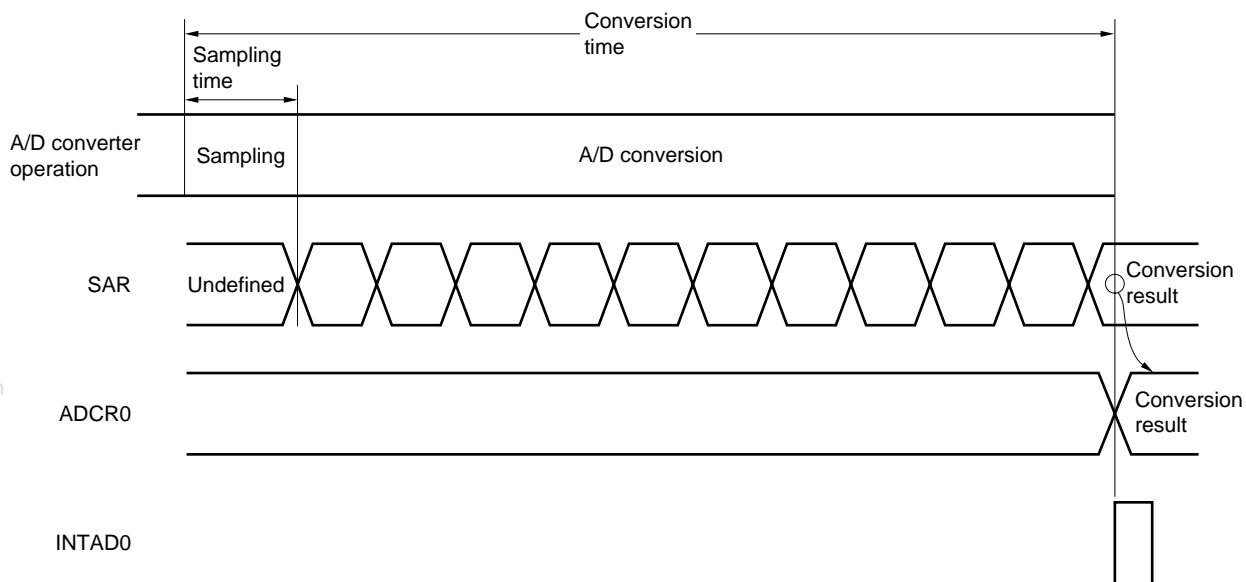 Conversion
time
Sampling
time
A/D converter
operation
Sampling
A/D conversion
SAR
Undefined
Conversion
result
ADCR0
Conversion
result
INTAD0